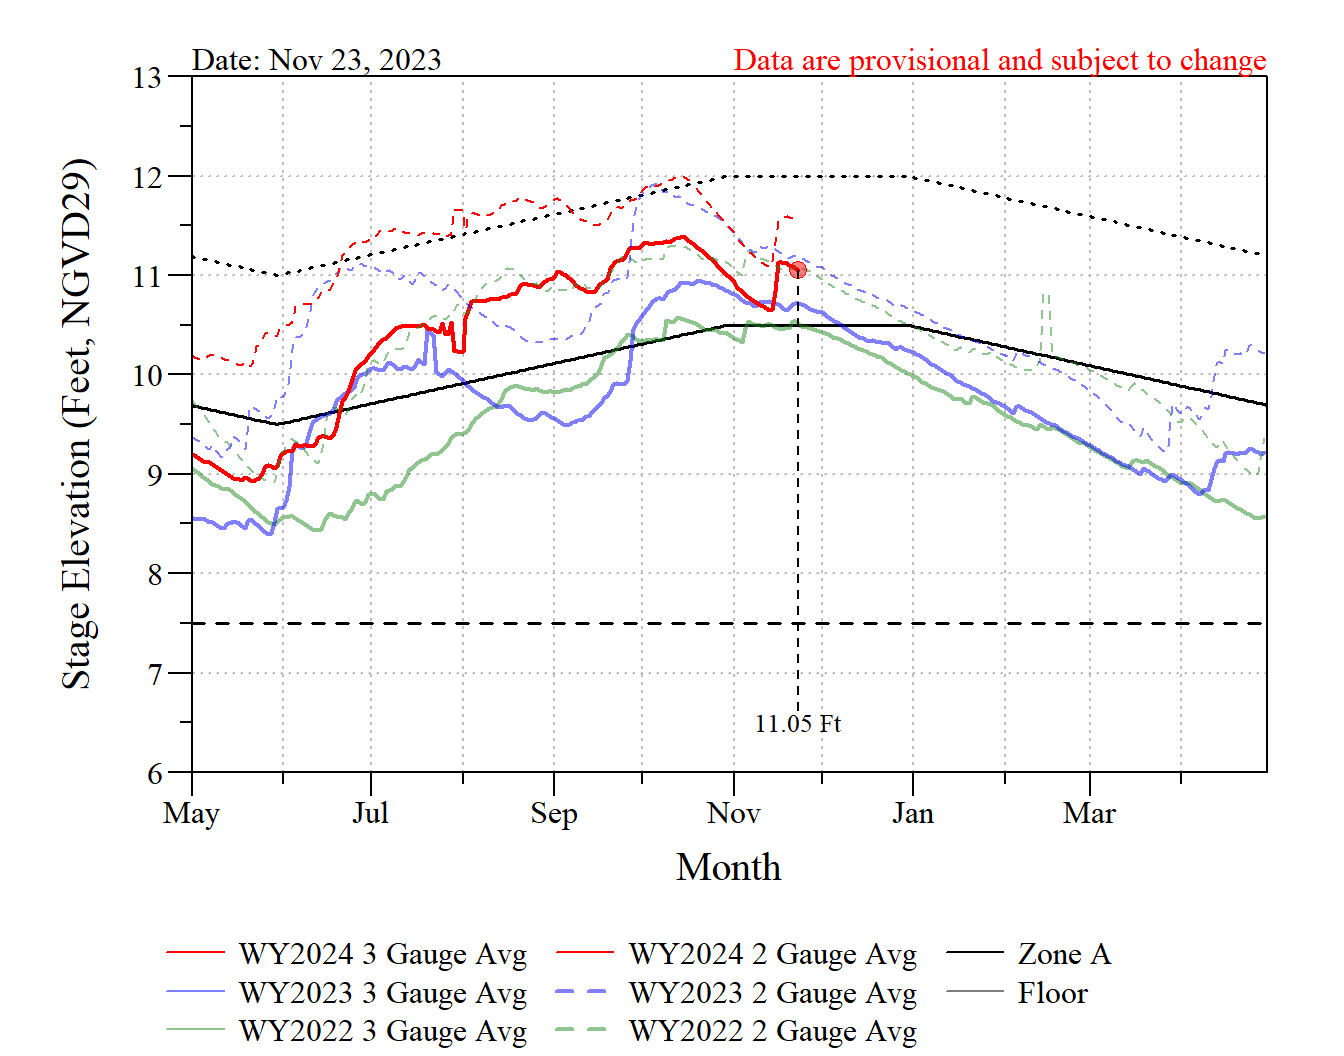 Date: Nov 23, 2023
Data are provisional and subject to change
13
12
11
10
9
8
7
6
Stage Elevation (Feet, NGVD29)
11.05 Ft
May
Jul
Sep
Nov
Jan
Mar
Month
WY2024 3 Gauge Avg
WY2024 2 Gauge Avg
Zone A
WY2023 3 Gauge Avg
WY2023 2 Gauge Avg
Floor
WY2022 3 Gauge Avg
WY2022 2 Gauge Avg